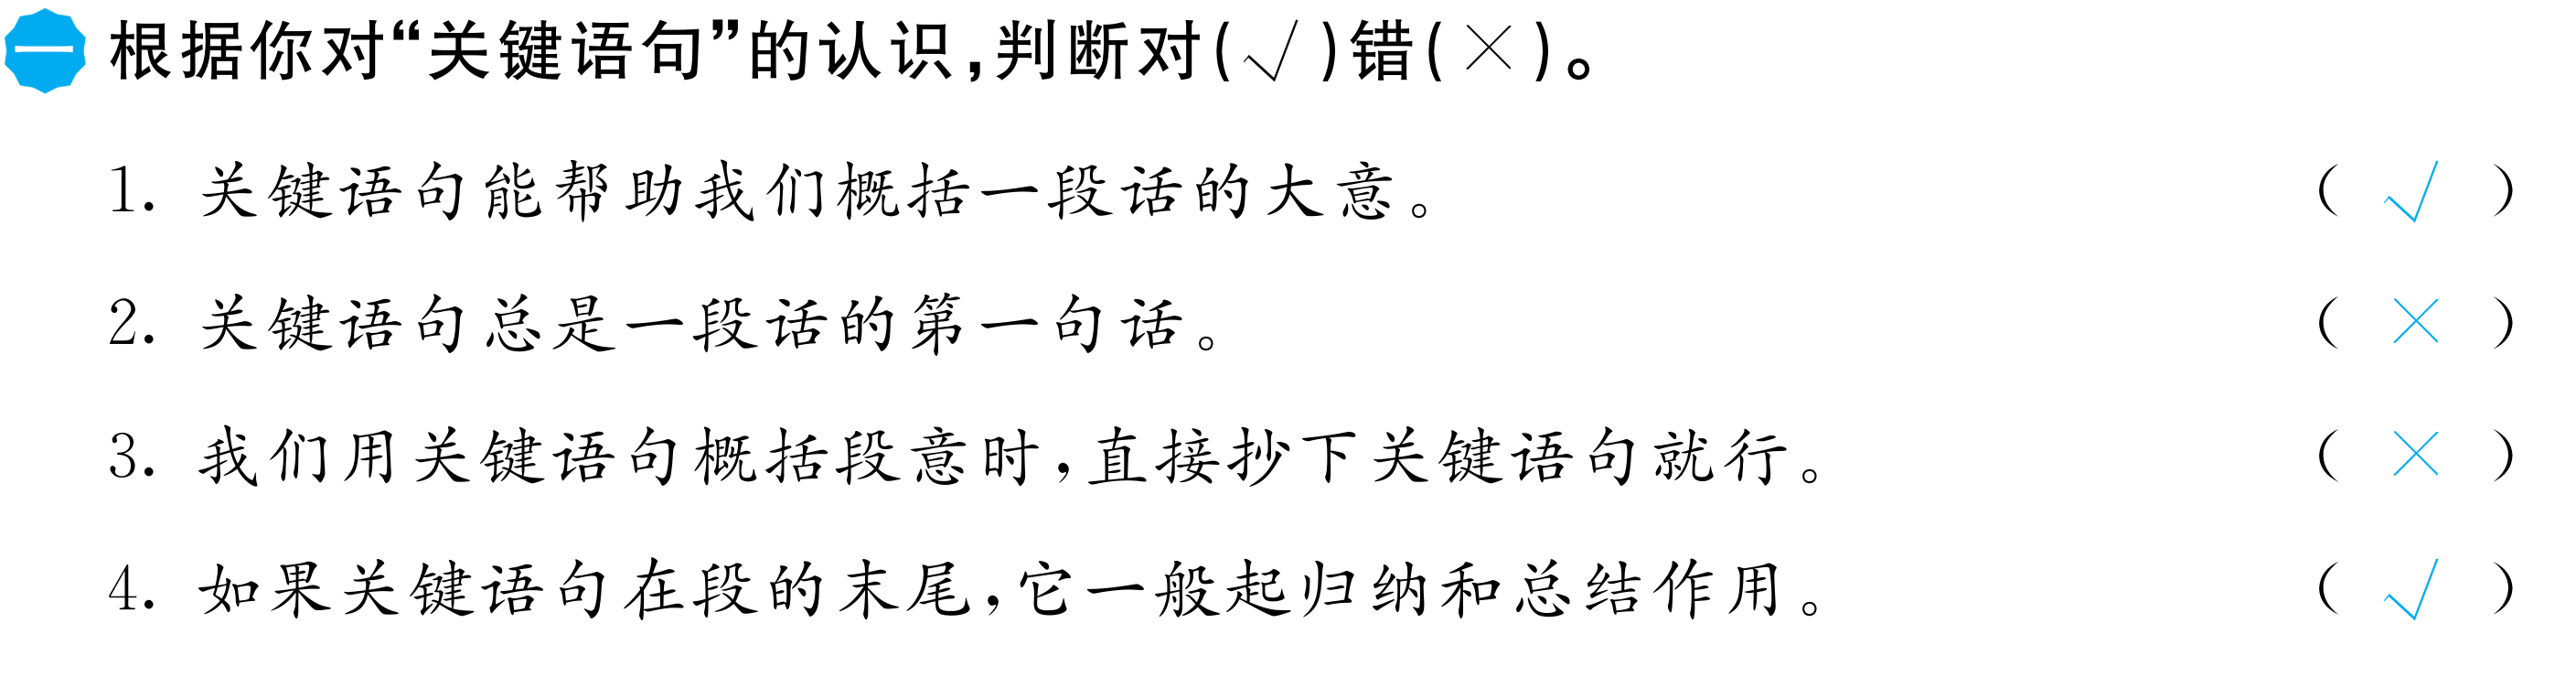 一 根据你对“关键语句”的认识,判断对(√)错(×)。
1. 关键语句能帮助我们概括一段话的大意。 ( √ )
2. 关键语句总是一段话的第一句话。 ( × )
3. 我们用关键语句概括段意时,直接抄下关键语句就行。 ( × )
4. 如果关键语句在段的末尾,它一般起归纳和总结作用。 ( √ )